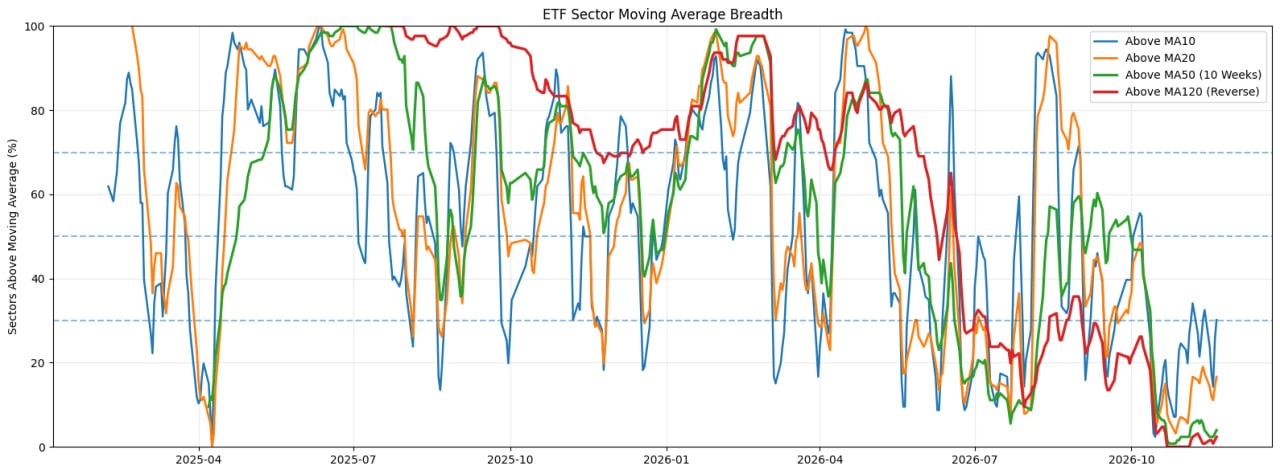 ETF Sector Moving Average Breadth
Sectors Above Moving Average (%)
100
80
60
40
20
0
Above MA10
Above MA20
Above MA50 (10 Weeks)
Above MA120 (Reverse)
2025-04
2025-07
2025-10
2026-01
2026-04
2026-07
2026-10